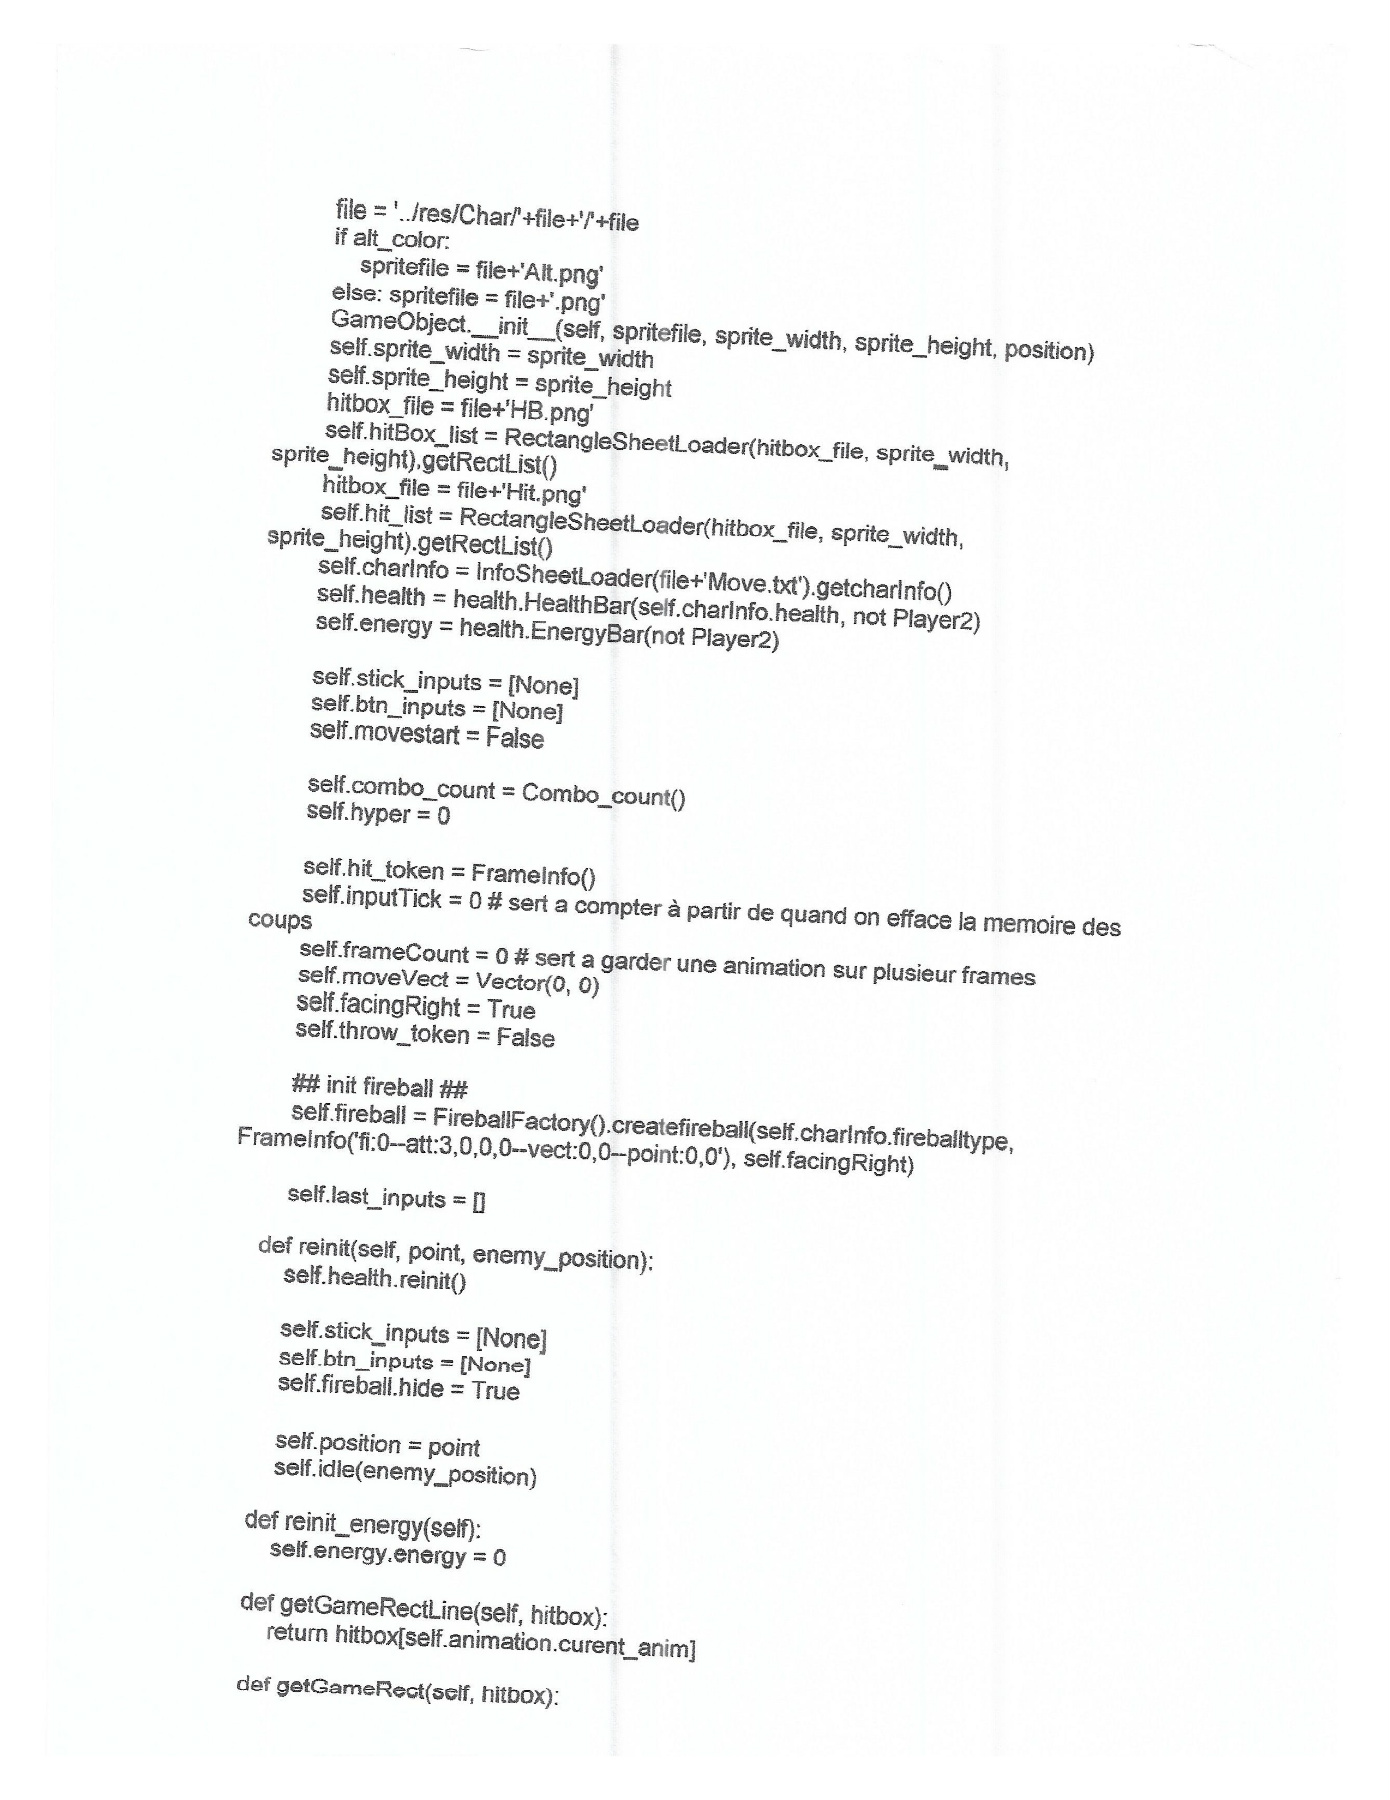 file = '../res/Char/'+file+'/'+file
if alt_color:
spritefile = file+'Alt.png'
else: spritefile = file+'.png'
GameObject.__init__(self, spritefile, sprite_width, sprite_height, position)
self.sprite_width = sprite_width
self.sprite_height = sprite_height
hitbox_file = file+'HB.png'
self.hitBox_list = RectangleSheetLoader(hitbox_file, sprite_width,
sprite_height).getRectList()
hitbox_file = file+'Hit.png'
self.hit_list = RectangleSheetLoader(hitbox_file, sprite_width,
sprite_height).getRectList()
self.charInfo = InfoSheetLoader(file+'Move.txt').getcharInfo()
self.health = health.HealthBar(self.charInfo.health, not Player2)
self.energy = health.EnergyBar(not Player2)
self.stick_inputs = [None]
self.btn_inputs = [None]
self.movestart = False
self.combo_count = Combo_count()
self.hyper = 0
self.hit_token = FrameInfo()
self.inputTick = 0 # sert a compter à partir de quand on efface la memoire des
coups
self.frameCount = 0 # sert a garder une animation sur plusieur frames
self.moveVect = Vector(0, 0)
self.facingRight = True
self.throw_token = False
## init fireball ##
self.fireball = FireballFactory().createfireball(self.charInfo.fireballtype,
FrameInfo('fi:0--att:3,0,0,0--vect:0,0--point:0,0'), self.facingRight)
self.last_inputs = []
def reinit(self, point, enemy_position):
self.health.reinit()
self.stick_inputs = [None]
self.btn_inputs = [None]
self.fireball.hide = True
self.position = point
self.idle(enemy_position)
def reinit_energy(self):
self.energy.energy = 0
def getGameRectLine(self, hitbox):
return hitbox[self.animation.curent_anim]
def getGameRect(self, hitbox):